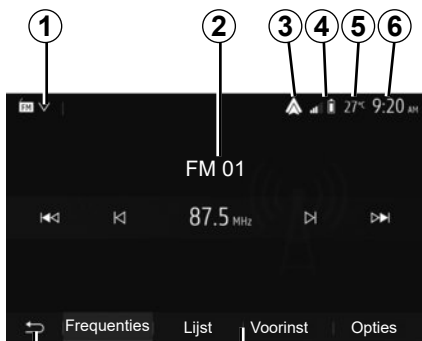 1 2 3 4 5 6
FM 27°C 9:20 AM
FM 01
87.5 MHz
Frequenties Lijst Voorinst Opties